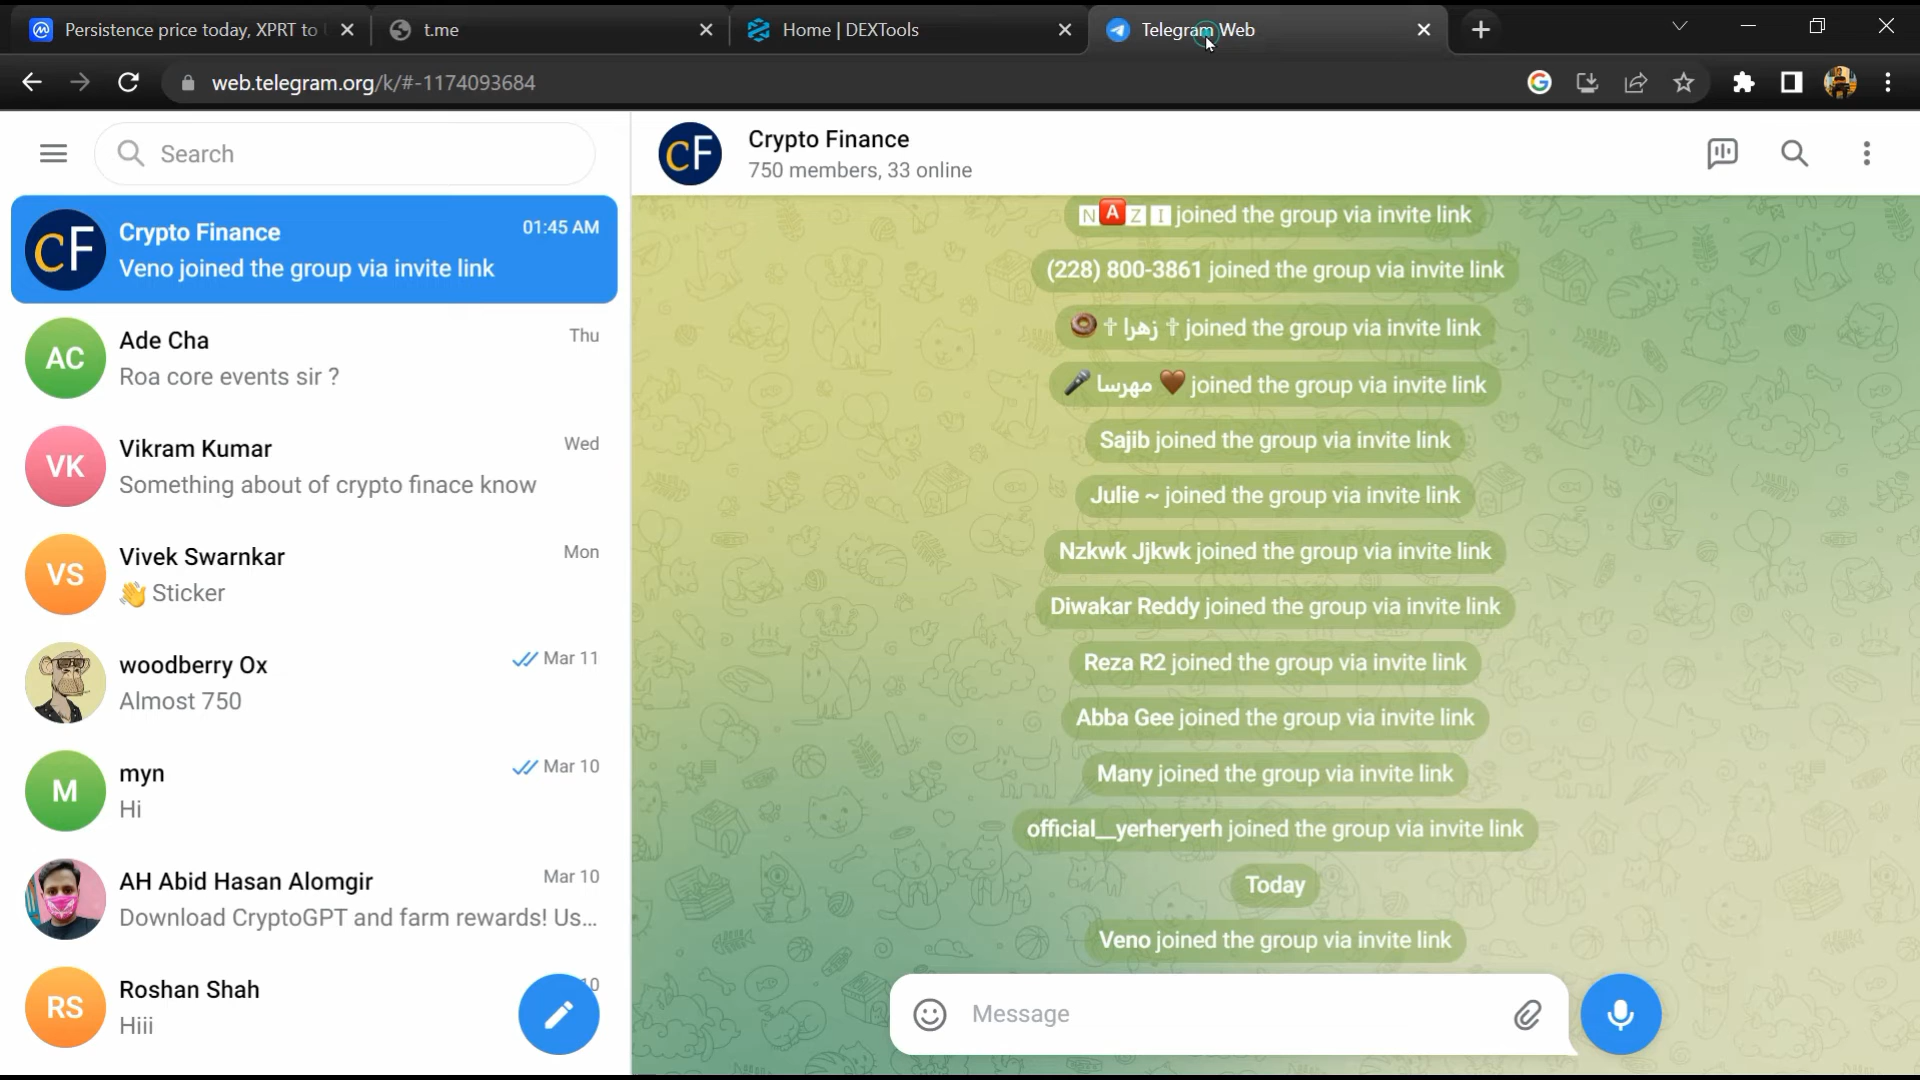 Persistence price today, XPRT to
t.me
Home | DEXTools
Telegram Web
web.telegram.org/k/#-1174093684
Search
CF
Crypto Finance
01:45 AM
Veno joined the group via invite link
AC
Ade Cha
Thu
Roa core events sir ?
VK
Vikram Kumar
Wed
Something about of crypto finace know
VS
Vivek Swarnkar
Mon
👋 Sticker
woodberry Ox
Mar 11
Almost 750
M
myn
Mar 10
Hi
AH Abid Hasan Alomgir
Mar 10
Download CryptoGPT and farm rewards! Us...
RS
Roshan Shah
Hiii
CF
Crypto Finance
750 members, 33 online
🄽🅰🅉🄸 joined the group via invite link
(228) 800-3861 joined the group via invite link
🍩 ✝ زهرا ✝ joined the group via invite link
🎤 مهرسا 🤎 joined the group via invite link
Sajib joined the group via invite link
Julie ~ joined the group via invite link
Nzkwk Jjkwk joined the group via invite link
Diwakar Reddy joined the group via invite link
Reza R2 joined the group via invite link
Abba Gee joined the group via invite link
Many joined the group via invite link
official__yerheryerh joined the group via invite link
Today
Veno joined the group via invite link
Message